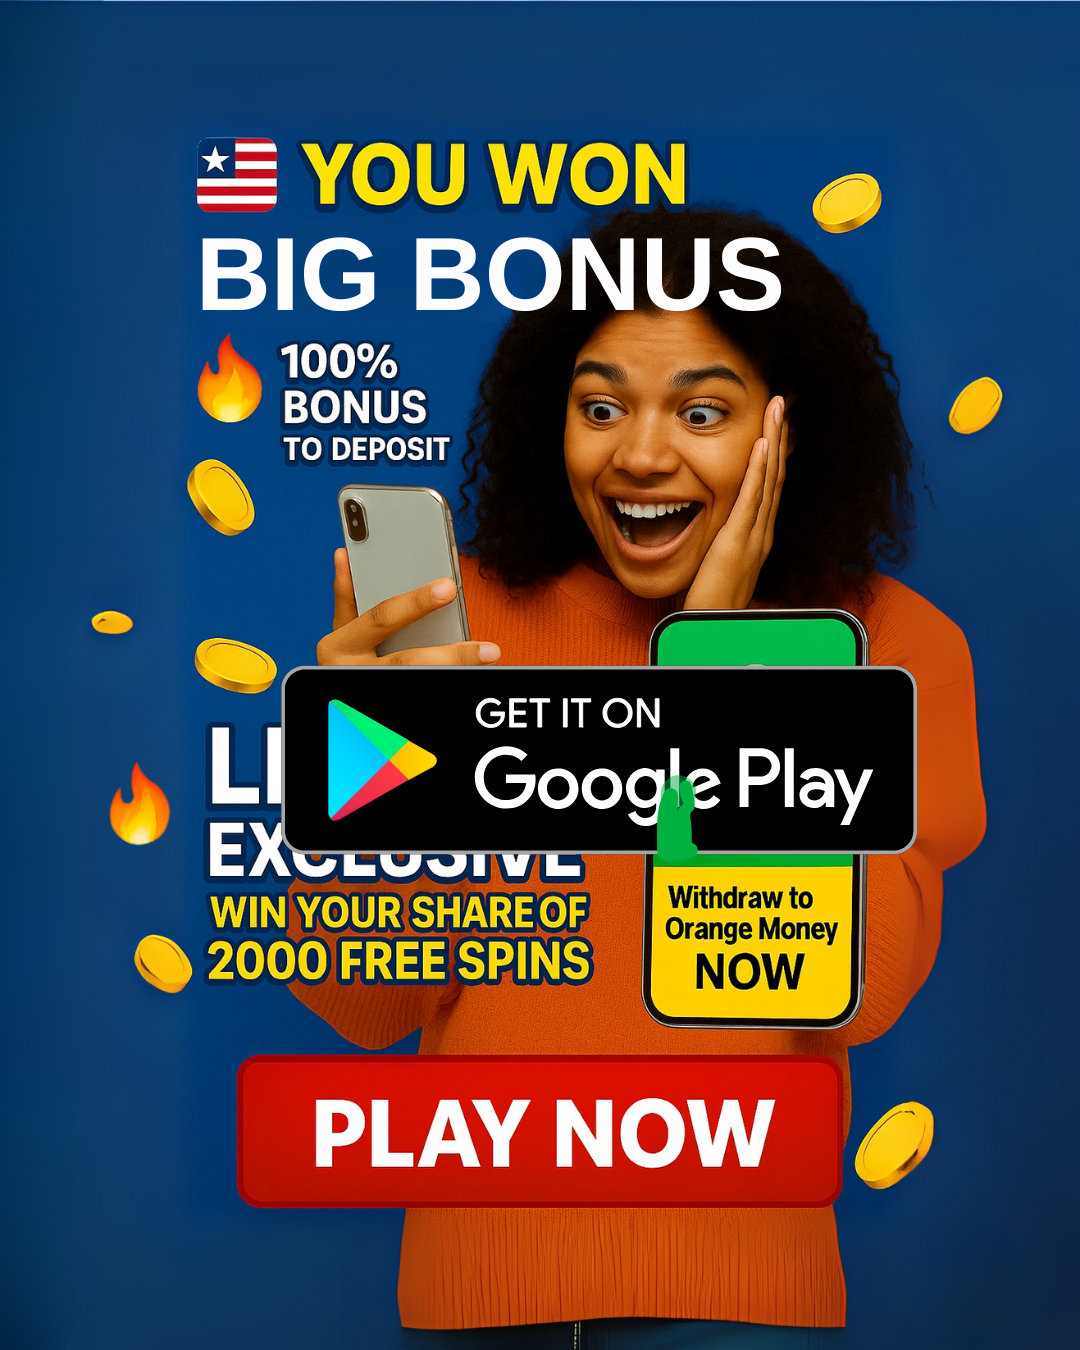 YOU WON
BIG BONUS
100%
BONUS
TO DEPOSIT
GET IT ON
Google Play
EXCLUSIVE
WIN YOUR SHARE OF
2000 FREE SPINS
Withdraw to
Orange Money
NOW
PLAY NOW